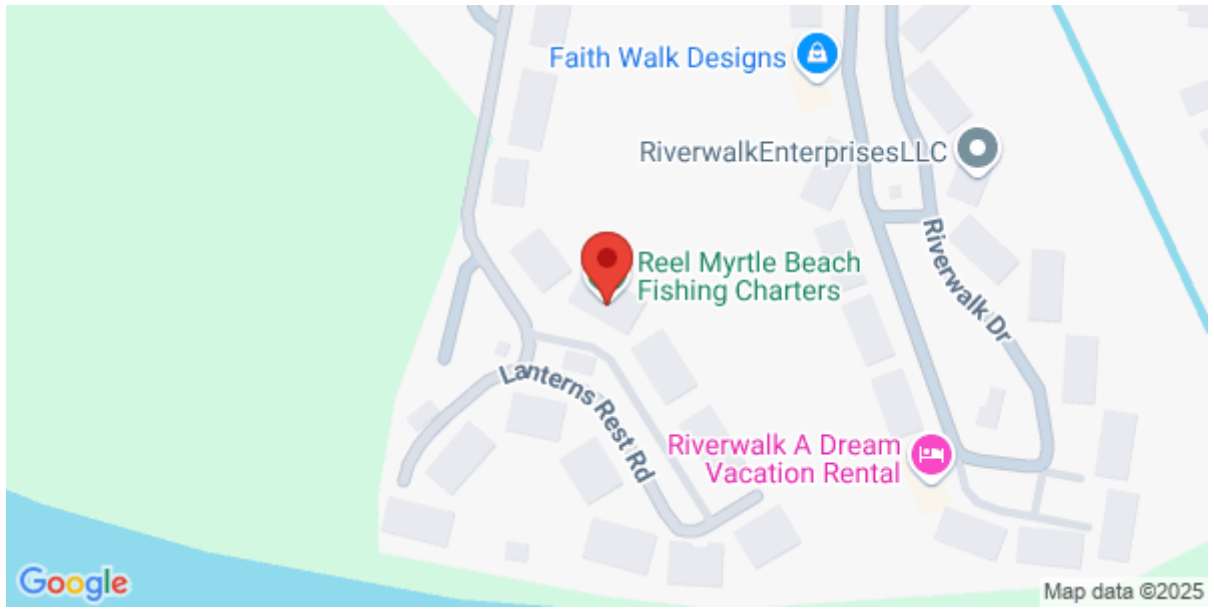 Faith Walk Designs
RiverwalkEnterprisesLLC
Riverwalk Dr
Reel Myrtle Beach
Fishing Charters
Lanterns Rest Rd
Riverwalk A Dream
Vacation Rental
Google
Map data ©2025